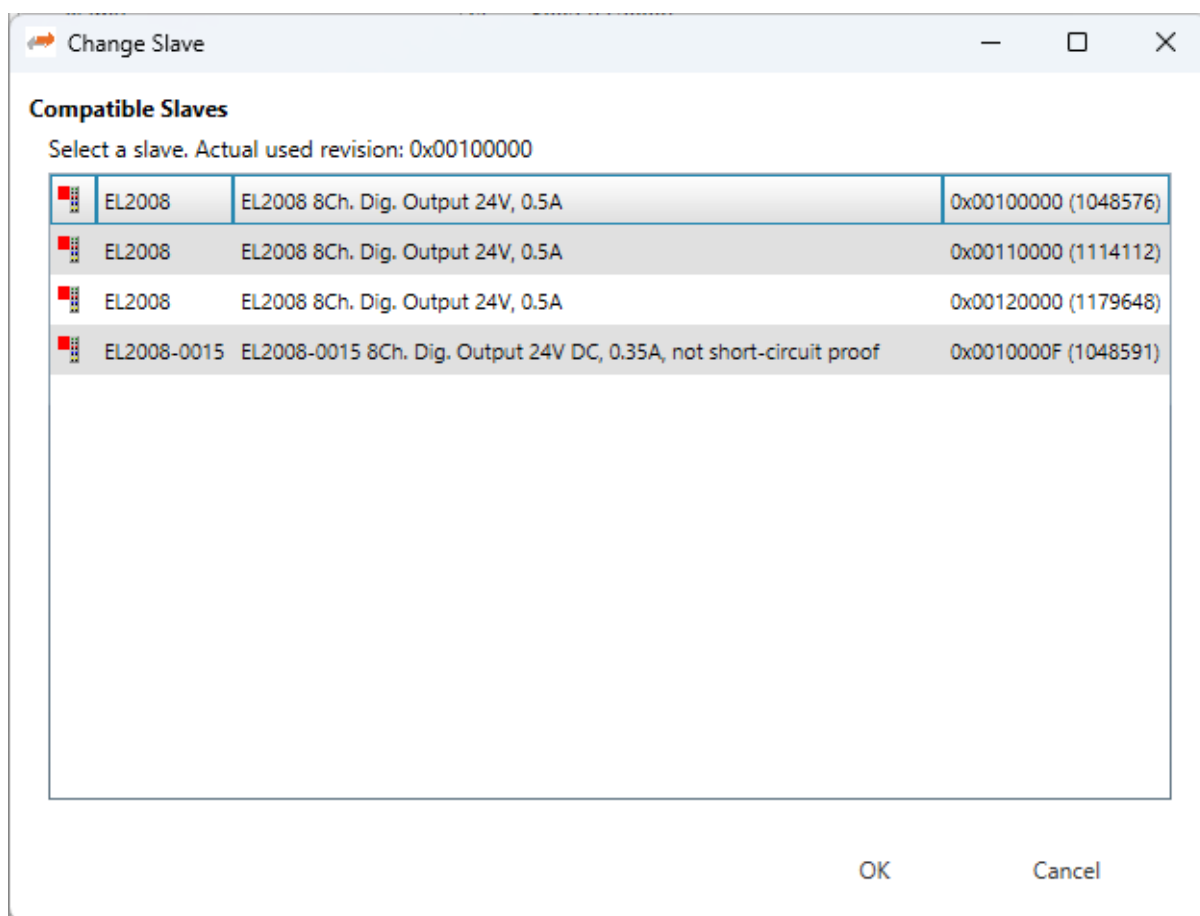 Change Slave
Compatible Slaves
Select a slave. Actual used revision: 0x00100000
EL2008 EL2008 8Ch. Dig. Output 24V, 0.5A 0x00100000 (1048576)
EL2008 EL2008 8Ch. Dig. Output 24V, 0.5A 0x00110000 (1114112)
EL2008 EL2008 8Ch. Dig. Output 24V, 0.5A 0x00120000 (1179648)
EL2008-0015 EL2008-0015 8Ch. Dig. Output 24V DC, 0.35A, not short-circuit proof 0x0010000F (1048591)
OK Cancel